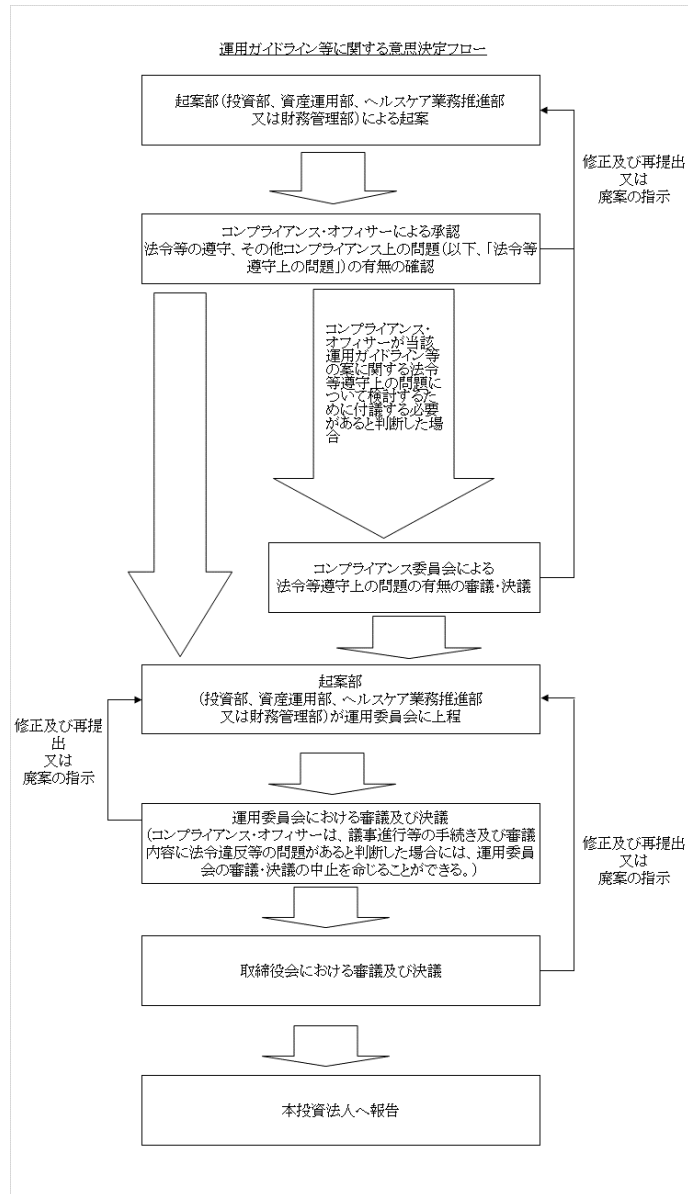 運用ガイドライン等に関する意思決定フロー
起案部(投資部、資産運用部、ヘルスケア業務推進部
又は財務管理部)による起案
修正及び再提出
又は
廃案の指示
コンプライアンス・オフィサーによる承認
法令等の遵守、その他コンプライアンス上の問題(以下、「法令等
遵守上の問題」)の有無の確認
コンプライアンス・
オフィサーが当該
運用ガイドライン等
の案に関する法令
等遵守上の問題に
ついて検討するた
めに付議する必要
があると判断した場
合
コンプライアンス委員会による
法令等遵守上の問題の有無の審議・決議
起案部
(投資部、資産運用部、ヘルスケア業務推進部
又は財務管理部)が運用委員会に上程
修正及び再提
出
又は
廃案の指示
運用委員会における審議及び決議
(コンプライアンス・オフィサーは、議事進行等の手続き及び審議
内容に法令違反等の問題があると判断した場合には、運用委員
会の審議・決議の中止を命じることができる。)
修正及び再提出
又は
廃案の指示
取締役会における審議及び決議
本投資法人へ報告